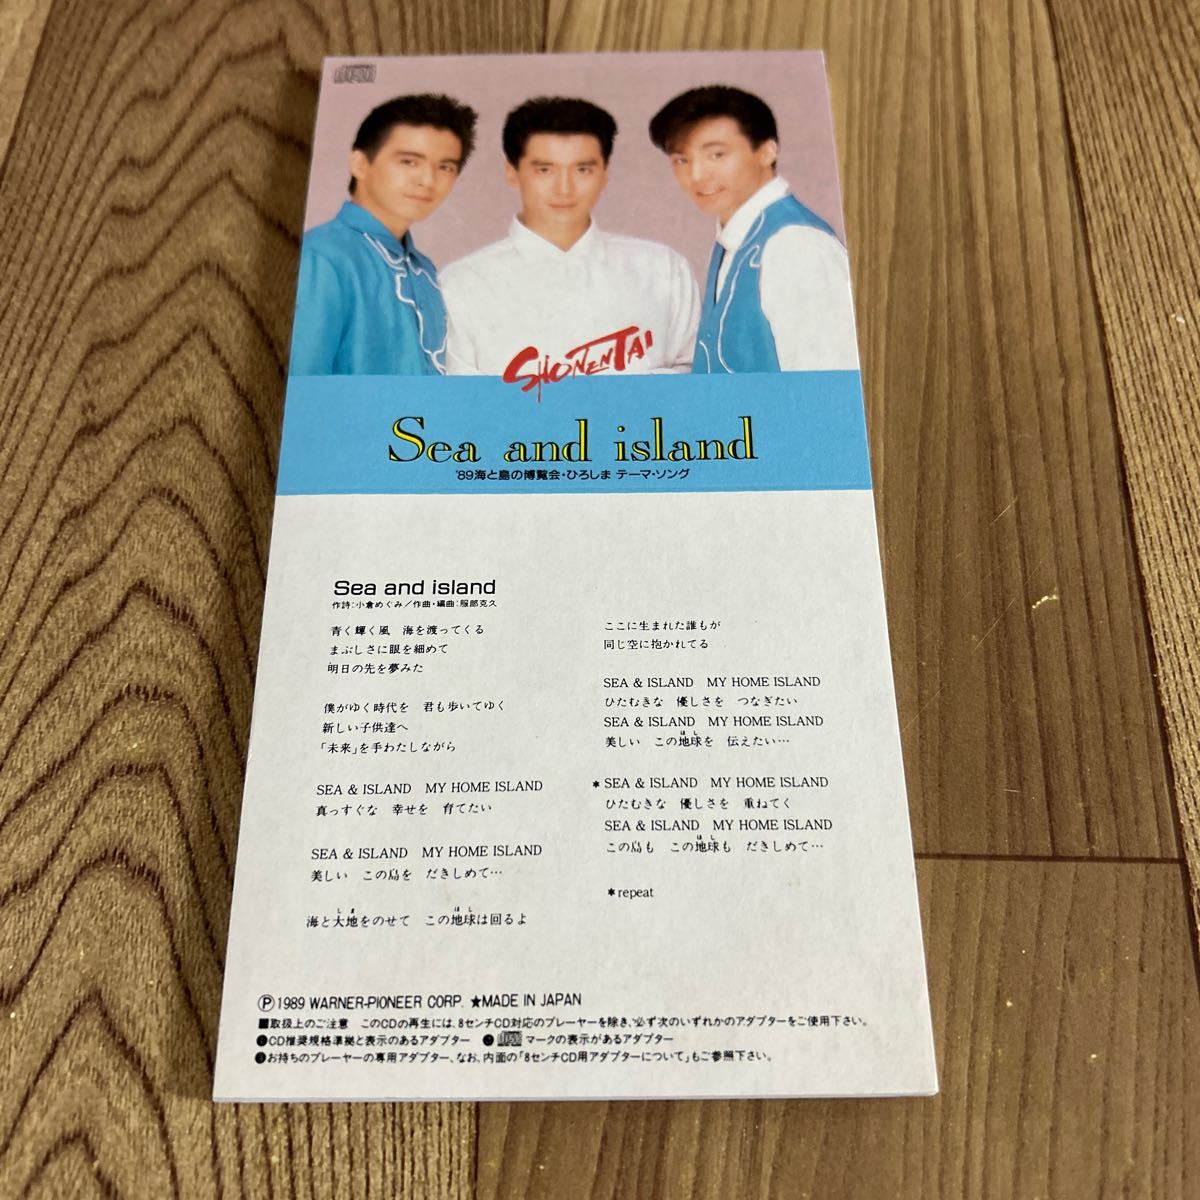 SHONENTAI
Sea and island
'89海と島の博覧会・ひろしま テーマ・ソング
Sea and island
作詩:小倉めぐみ/作曲・編曲:服部克久
青く輝く風　海を渡ってくる
まぶしさに眼を細めて
明日の先を夢みた
僕がゆく時代を　君も歩いてゆく
新しい子供達へ
「未来」を手わたしながら
SEA & ISLAND　MY HOME ISLAND
真っすぐな　幸せを　育てたい
SEA & ISLAND　MY HOME ISLAND
美しい　この島を　だきしめて…
しま　ほし
海と大地をのせて　この地球は回るよ
ここに生まれた誰もが
同じ空に抱かれてる
SEA & ISLAND　MY HOME ISLAND
ひたむきな　優しさを　つなぎたい
SEA & ISLAND　MY HOME ISLAND
ほし
美しい　この地球を　伝えたい…
*SEA & ISLAND　MY HOME ISLAND
ひたむきな　優しさを　重ねてく
SEA & ISLAND　MY HOME ISLAND
ほし
この島も　この地球も　だきしめて…
*repeat
Ⓟ1989 WARNER-PIONEER CORP. ★MADE IN JAPAN
■取扱上のご注意　このCDの再生には、8センチCD対応のプレーヤーを除き、必ず次のいずれかのアダプターをご使用下さい。
❶CD推奨規格準拠と表示のあるアダプター　❷マークの表示があるアダプター
❸お持ちのプレーヤーの専用アダプター、なお、内面の「8センチCD用アダプターについて」もご参照下さい。